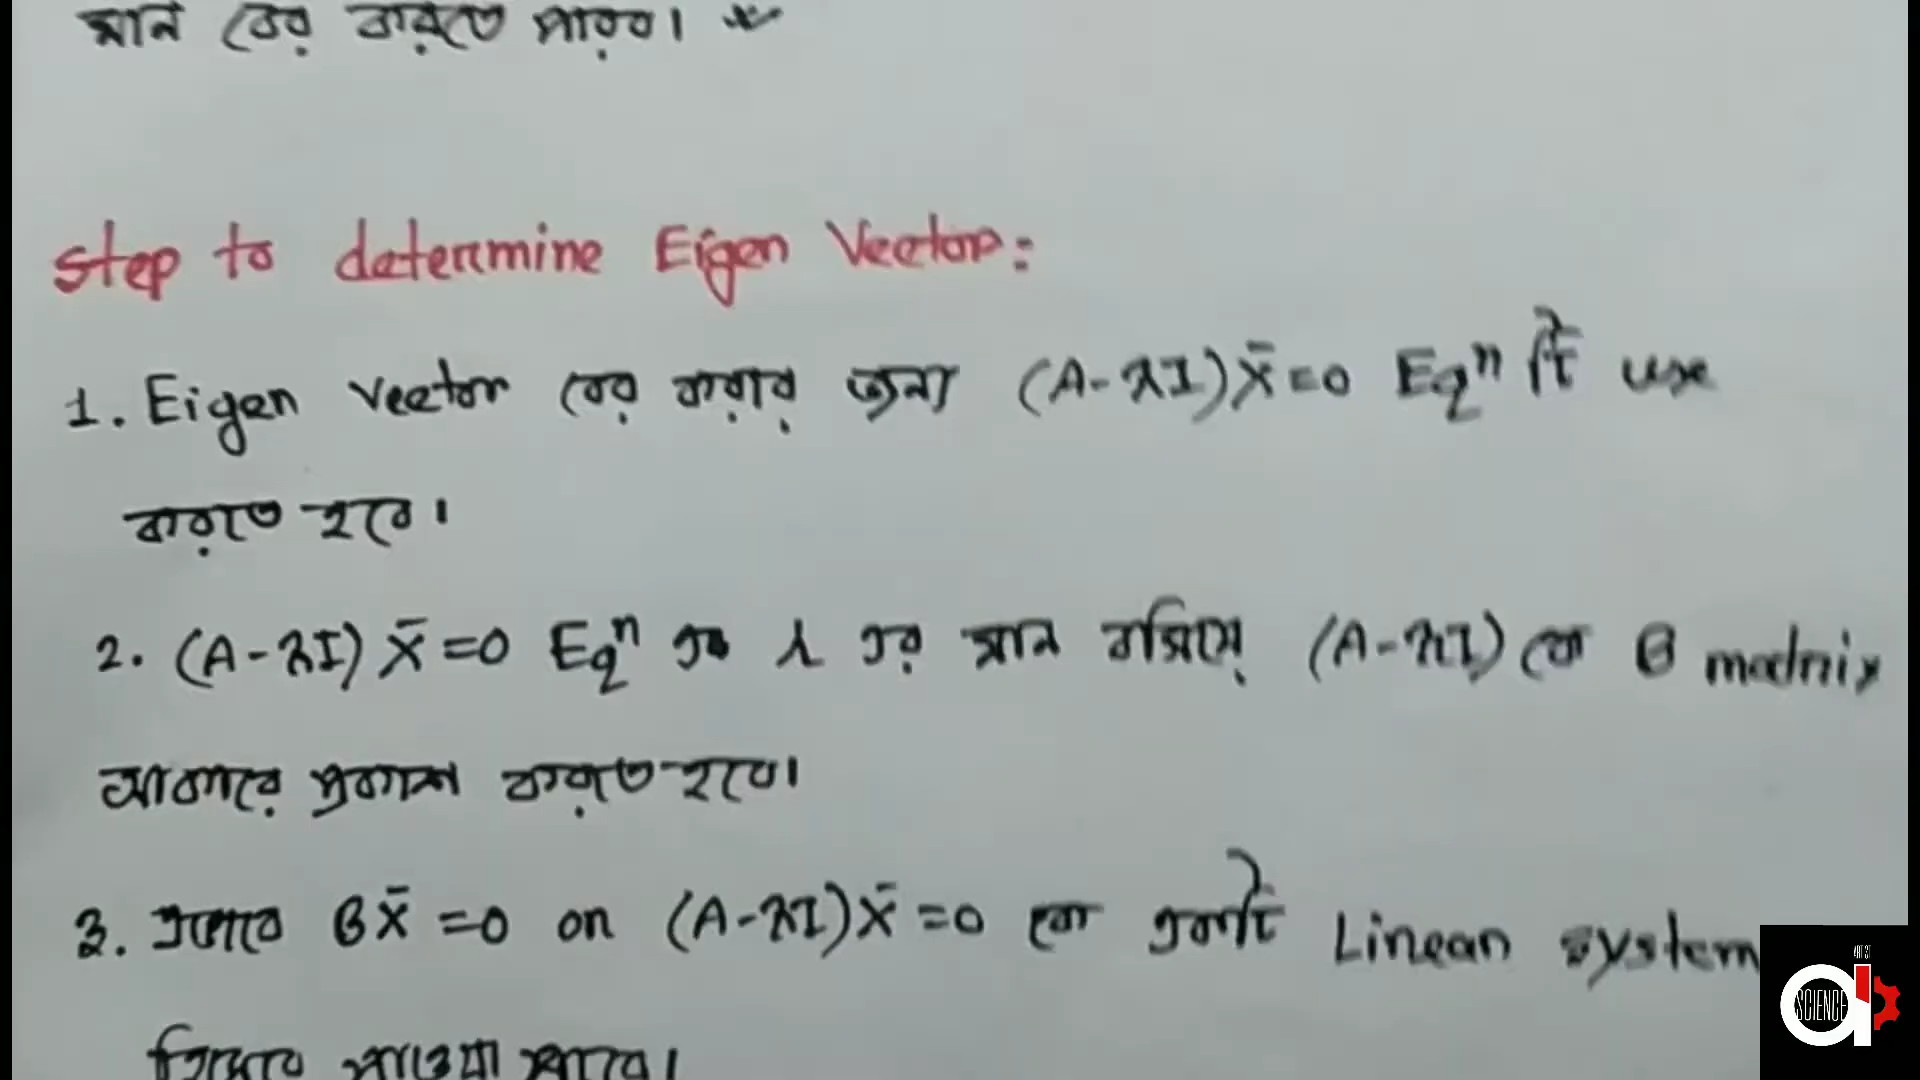 মান বের করতে পারব।
Step to determine Eigen Vector:
1. Eigen vector বের করার জন্য (A-λI)X̄=0 Eqⁿ টি use
করতে হবে।
2. (A-λI) X̄=0 Eqⁿ এ λ এর মান বসিয়ে (A-λI) কে B matrix
আকারে প্রকাশ করতে হবে।
3. এভাবে BX̄=0 or (A-λI)X̄=0 কে একটি Linear system
হিসেবে পাওয়া যাবে।
SCIENCE